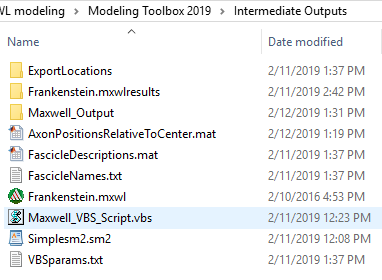 WL modeling > Modeling Toolbox 2019 > Intermediate Outputs
Name Date modified
ExportLocations 2/11/2019 1:37 PM
Frankenstein.mxwlresults 2/11/2019 2:42 PM
Maxwell_Output 2/12/2019 1:31 PM
AxonPositionsRelativeToCenter.mat 2/12/2019 1:19 PM
FascicleDescriptions.mat 2/11/2019 1:37 PM
FascicleNames.txt 2/11/2019 1:37 PM
Frankenstein.mxwl 2/10/2016 4:53 PM
Maxwell_VBS_Script.vbs 2/11/2019 12:23 PM
Simplesm2.sm2 2/11/2019 12:08 PM
VBSparams.txt 2/11/2019 1:37 PM